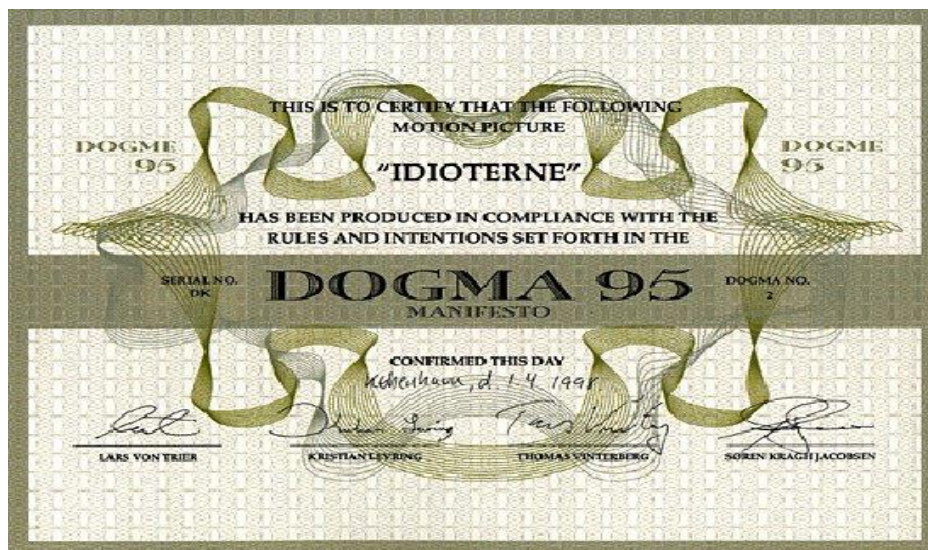 THIS IS TO CERTIFY THAT THE FOLLOWING
MOTION PICTURE
DOGME
95
DOGME
95
"IDIOTERNE"
HAS BEEN PRODUCED IN COMPLIANCE WITH THE
RULES AND INTENTIONS SET FORTH IN THE
SERIAL NO.
DK
DOGMA 95
MANIFESTO
DOGMA NO.
2
CONFIRMED THIS DAY
København, d. 1.4 1998
LARS VON TRIER
KRISTIAN LEVRING
THOMAS VINTERBERG
SØREN KRAGH JACOBSEN